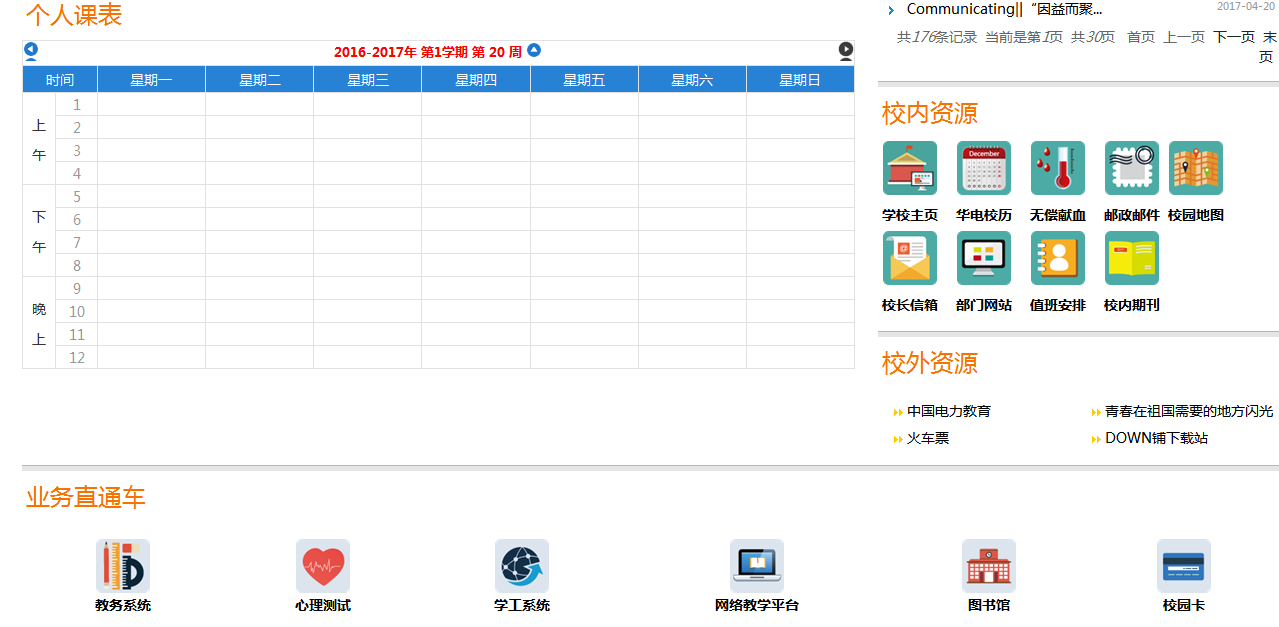 个人课表
2016-2017年 第1学期 第 20 周
时间 星期一 星期二 星期三 星期四 星期五 星期六 星期日
上午
1
2
3
4
下午
5
6
7
8
晚上
9
10
11
12
Communicating||“因益而聚... 2017-04-20
共176条记录 当前是第1页 共30页 首页 上一页 下一页 末
页
校内资源
December
学校主页 华电校历 无偿献血 邮政邮件 校园地图
校长信箱 部门网站 值班安排 校内期刊
校外资源
中国电力教育 青春在祖国需要的地方闪光
火车票 DOWN铺下载站
业务直通车
教务系统 心理测试 学工系统 网络教学平台 图书馆 校园卡